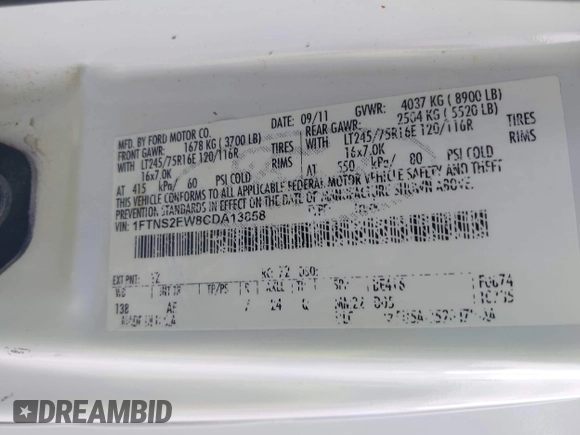 MFD. BY FORD MOTOR CO.
DATE: 09/11 GVWR: 4037 KG ( 8900 LB)
FRONT GAWR: 1678 KG ( 3700 LB) REAR GAWR: 2504 KG ( 5520 LB)
WITH LT245/75R16E 120/116R TIRES WITH LT245/75R16E 120/116R TIRES
16x7.0K RIMS 16x7.0K RIMS
AT 415 kPa/ 60 PSI COLD AT 550 kPa/ 80 PSI COLD
THIS VEHICLE CONFORMS TO ALL APPLICABLE FEDERAL MOTOR VEHICLE SAFETY AND THEFT
PREVENTION STANDARDS IN EFFECT ON THE DATE OF MANUFACTURE SHOWN ABOVE.
VIN: 1FTNS2EW8CDA13858
TYPE:
EXT PNT:
138
DREAMBID